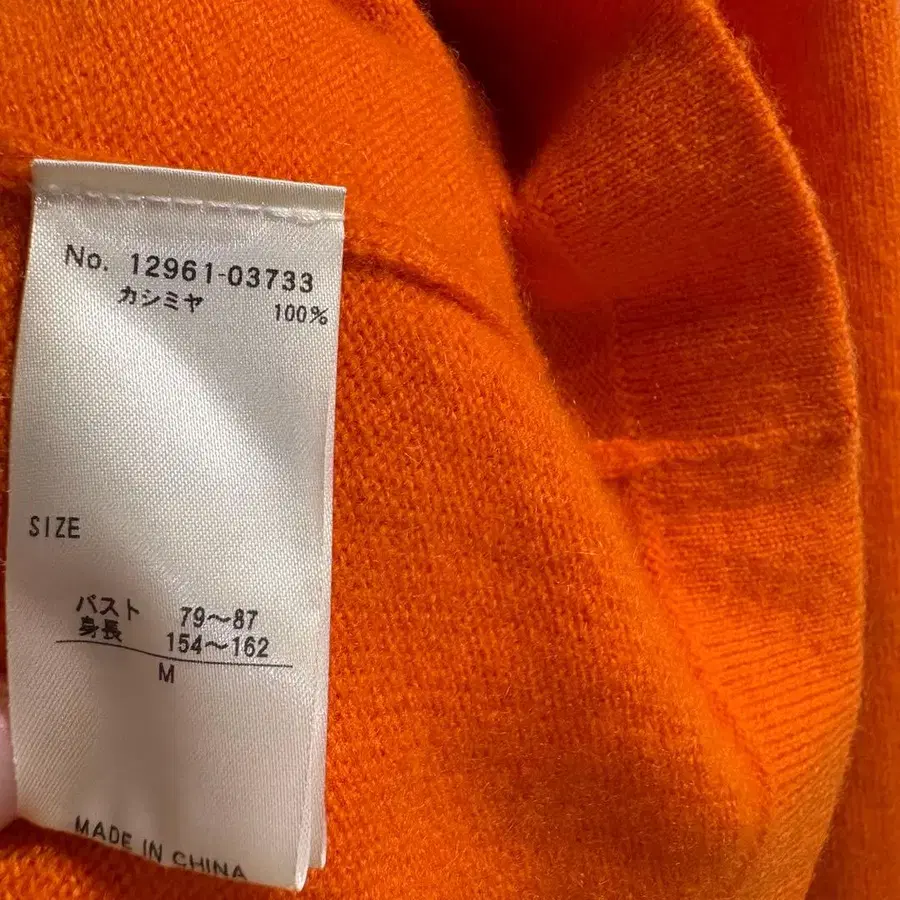 No. 12961-03733
カシミヤ 100%
SIZE
バスト 79〜87
身長 154〜162
M
MADE IN CHINA